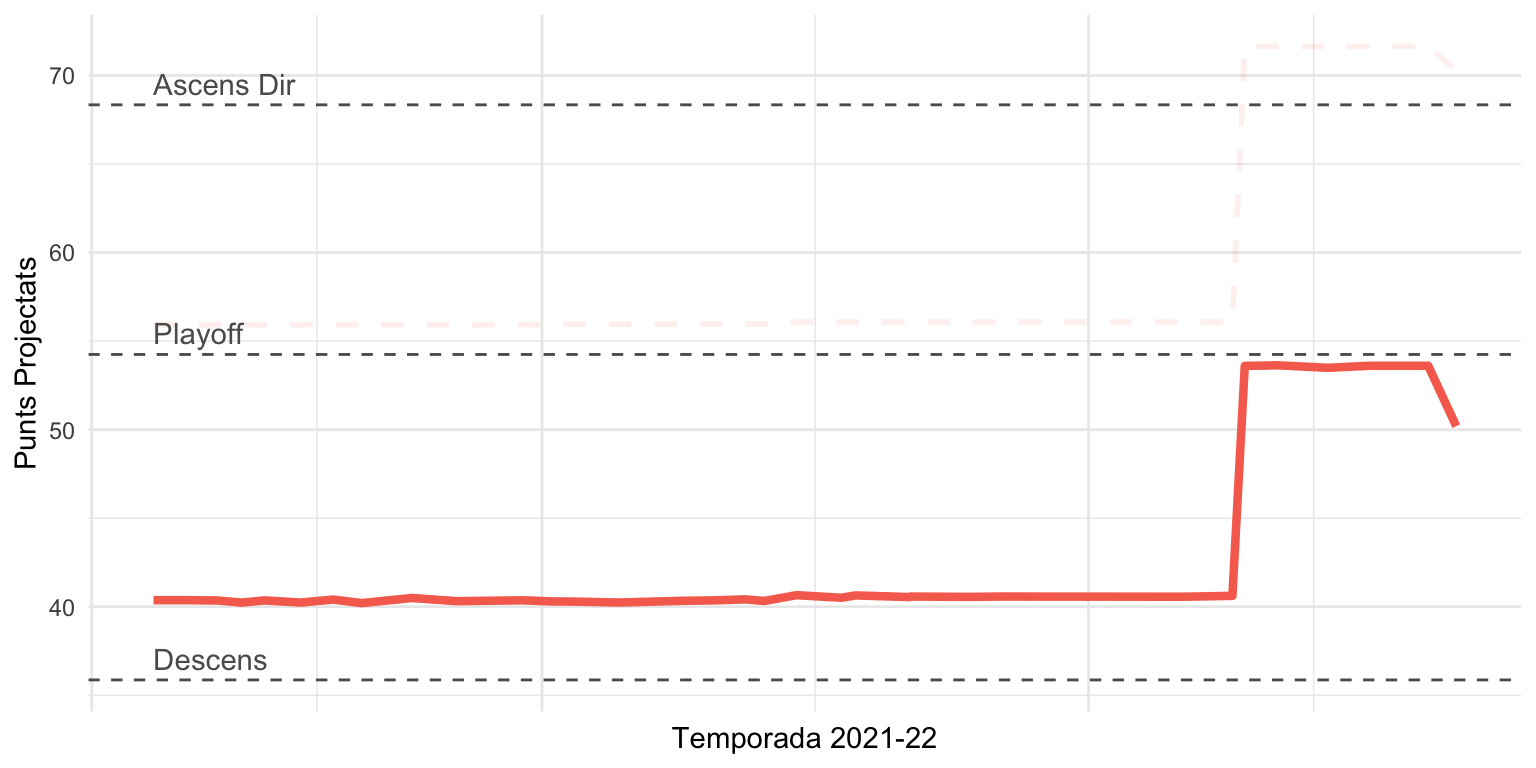 70
Ascens Dir
60
Playoff
50
40
Descens
Punts Projectats
Temporada 2021-22